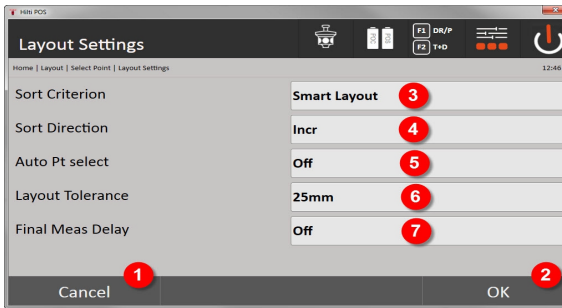 Hilti POS
Layout Settings
POC POC
F1 DR/P
F2 T+D
Home | Layout | Select Point | Layout Settings
12:46
Sort Criterion Smart Layout 3
Sort Direction Incr 4
Auto Pt select Off 5
Layout Tolerance 25mm 6
Final Meas Delay Off 7
1 2
Cancel OK